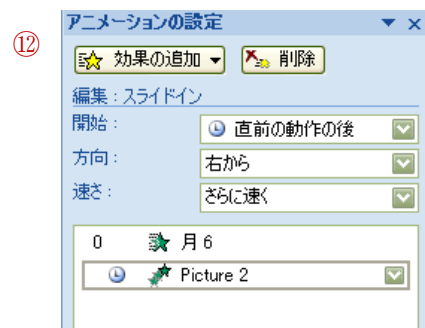 ⑫
アニメーションの設定
効果の追加 削除
編集：スライドイン
開始： 直前の動作の後
方向： 右から
速さ： さらに速く
0 月 6
Picture 2